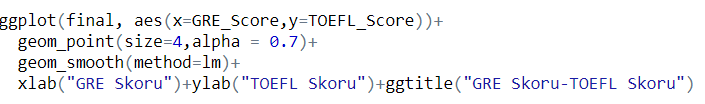 ggplot(final, aes(x=GRE_Score,y=TOEFL_Score))+
  geom_point(size=4,alpha = 0.7)+
  geom_smooth(method=lm)+
  xlab("GRE Skoru")+ylab("TOEFL Skoru")+ggtitle("GRE Skoru-TOEFL Skoru")